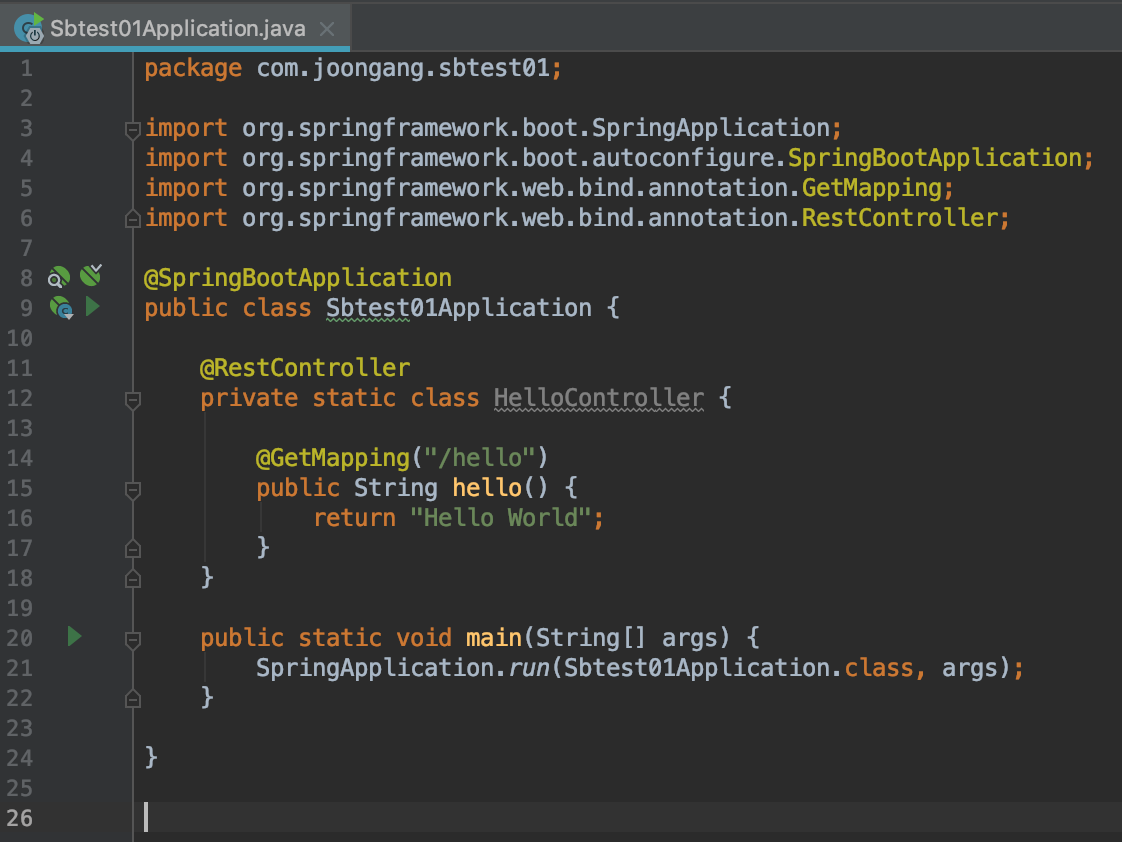 Sbtest01Application.java
1 package com.joongang.sbtest01;
2
3 import org.springframework.boot.SpringApplication;
4 import org.springframework.boot.autoconfigure.SpringBootApplication;
5 import org.springframework.web.bind.annotation.GetMapping;
6 import org.springframework.web.bind.annotation.RestController;
7
8 @SpringBootApplication
9 public class Sbtest01Application {
10
11     @RestController
12     private static class HelloController {
13
14         @GetMapping("/hello")
15         public String hello() {
16             return "Hello World";
17         }
18     }
19
20     public static void main(String[] args) {
21         SpringApplication.run(Sbtest01Application.class, args);
22     }
23
24 }
25
26